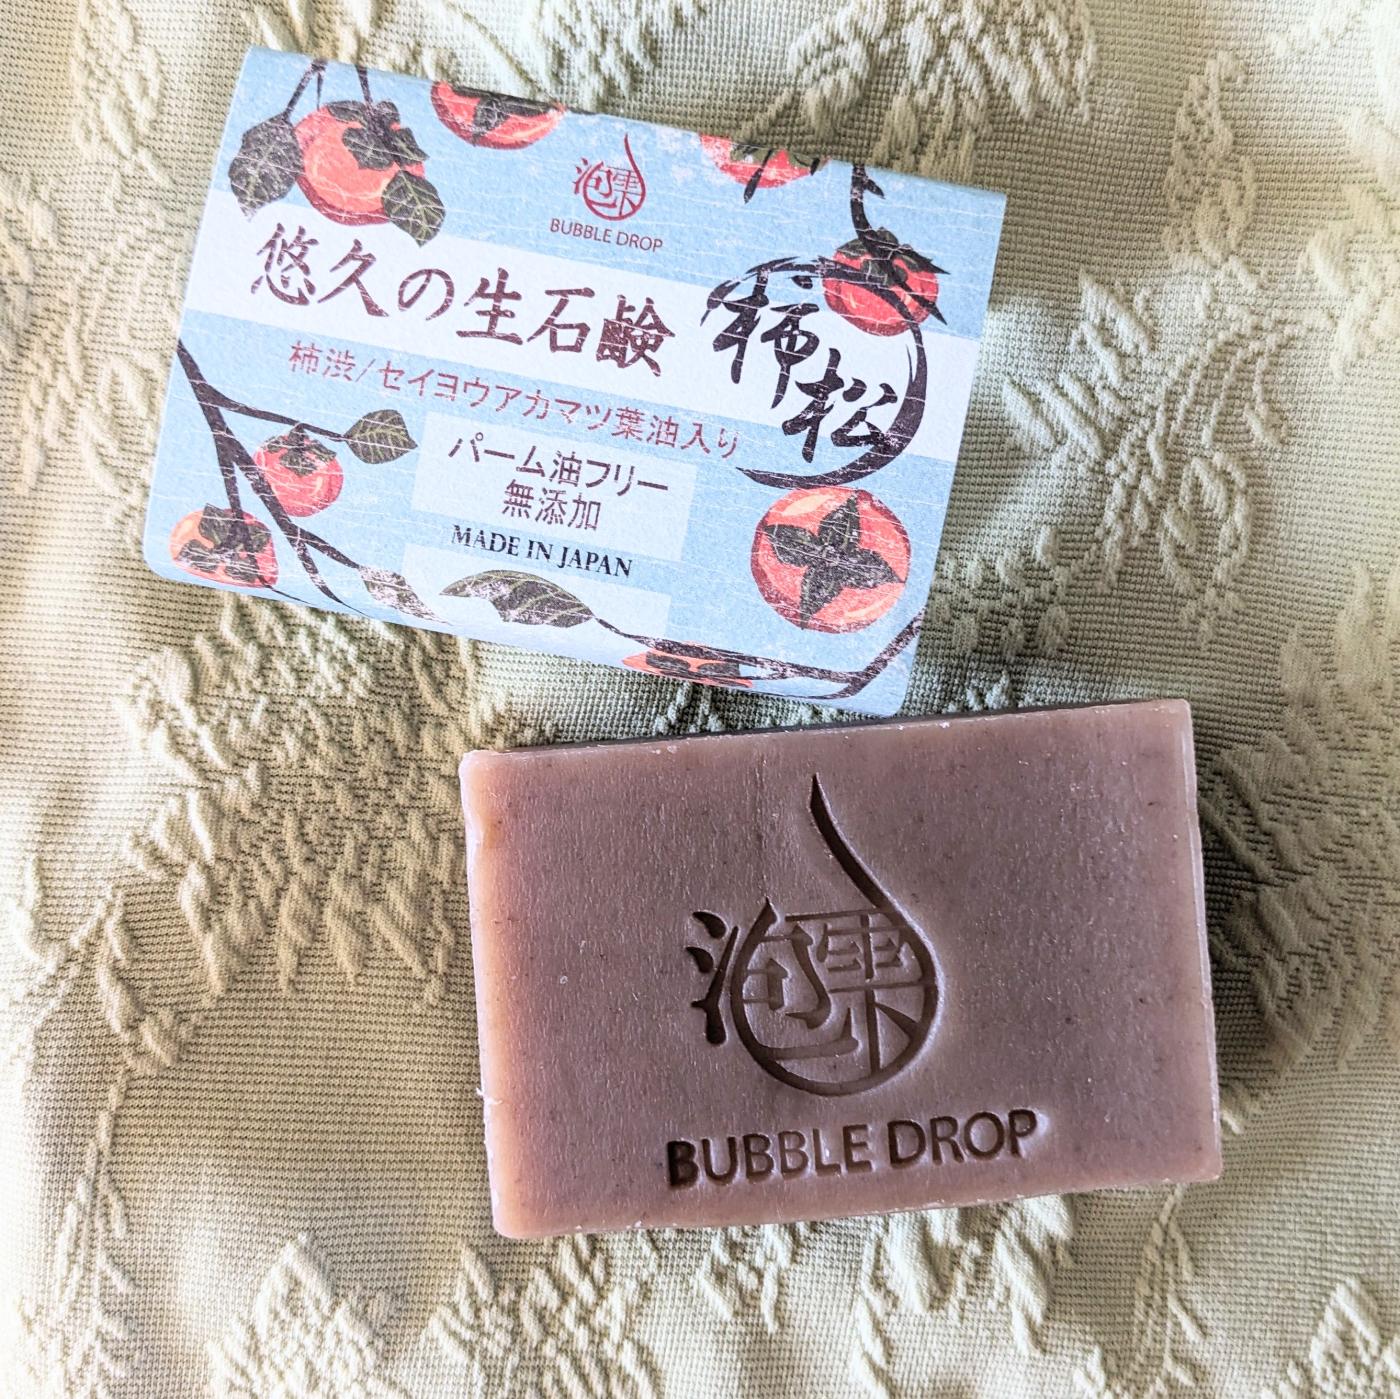 泡雫
BUBBLE DROP
悠久の生石鹸
柿松
柿渋/セイヨウアカマツ葉油入り
パーム油フリー
無添加
MADE IN JAPAN
泡雫
BUBBLE DROP